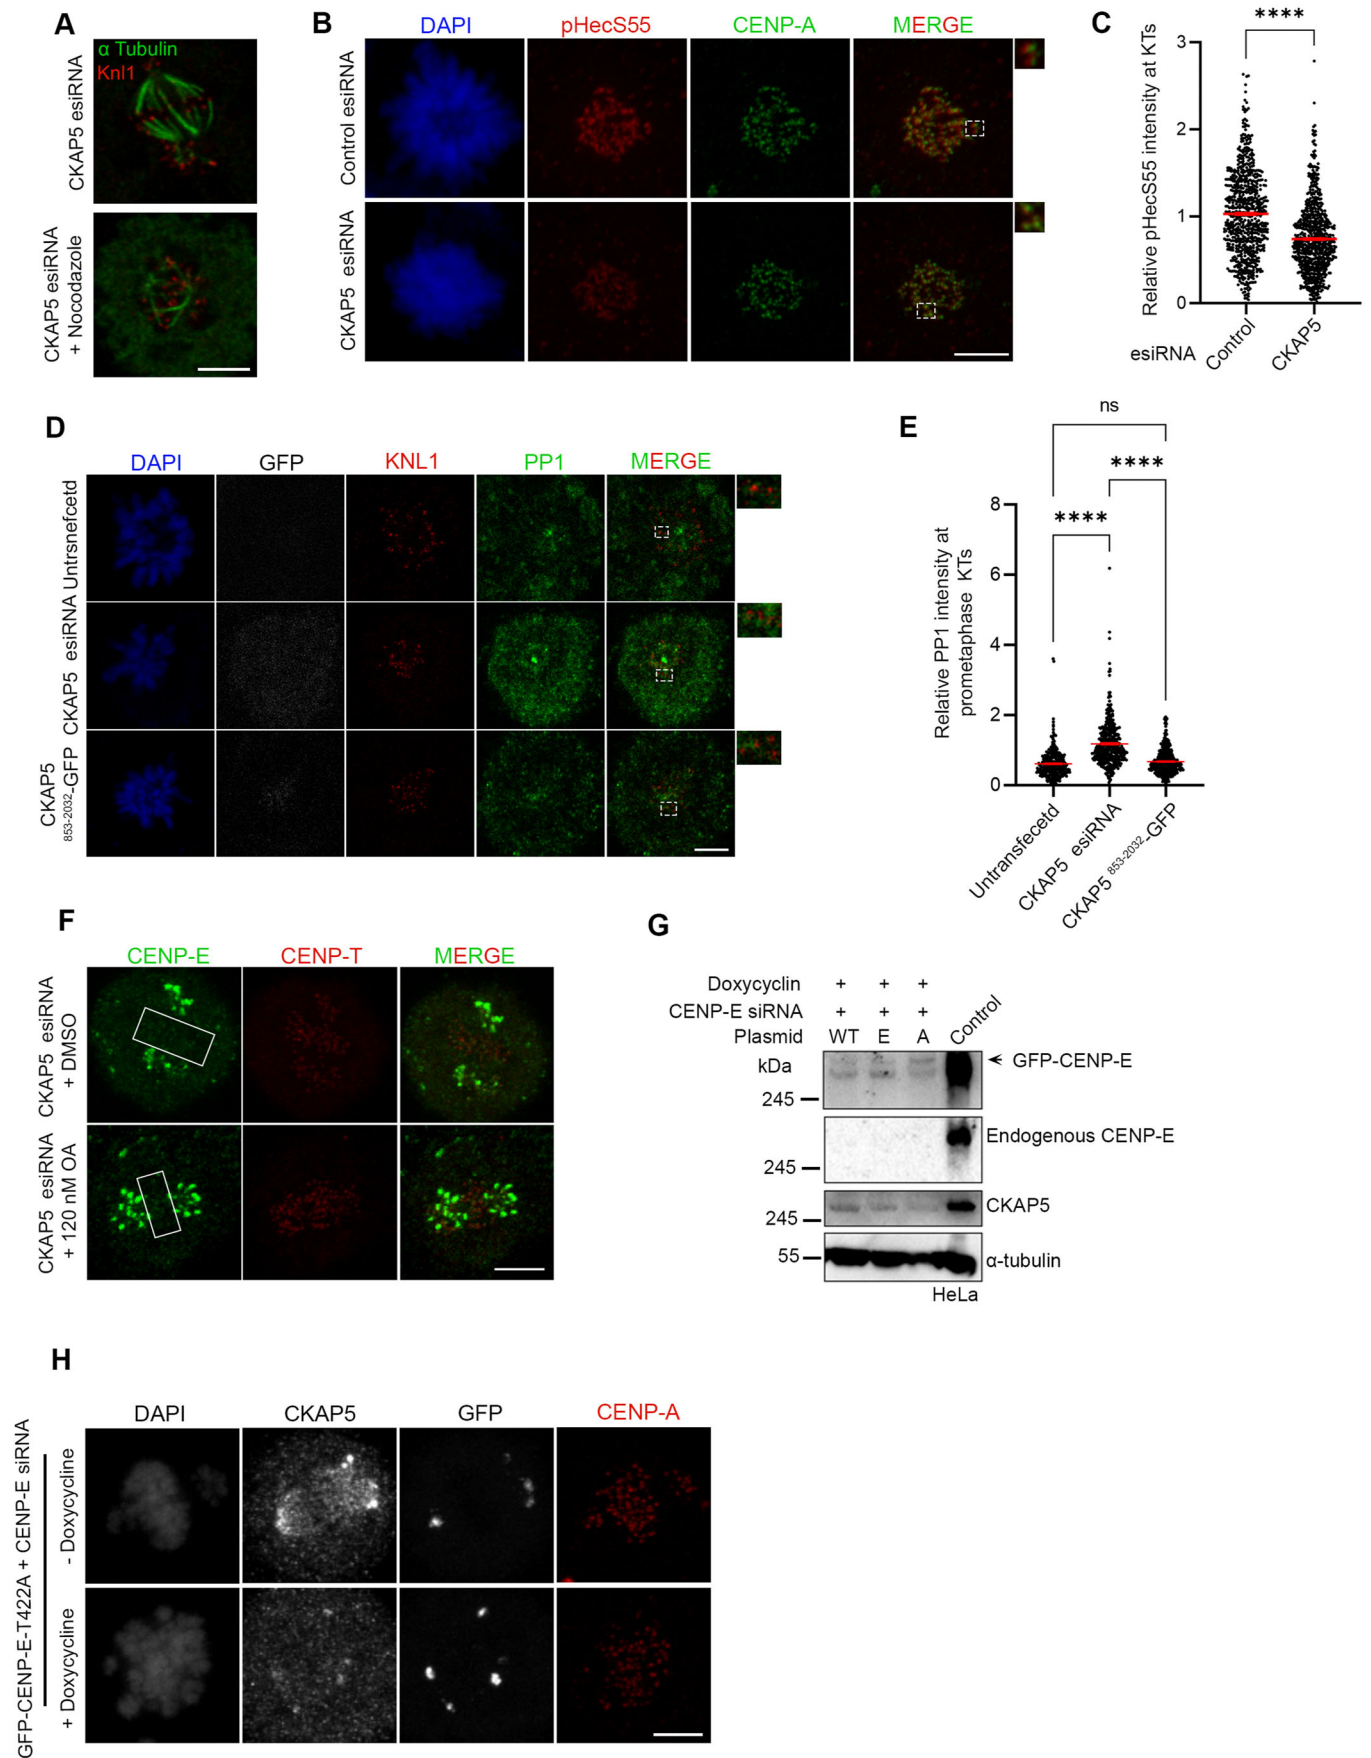 A
α Tubulin
Knl1
CKAP5 esiRNA
CKAP5 esiRNA
+ Nocodazole
B
DAPI
pHecS55
CENP-A
MERGE
Control esiRNA
CKAP5 esiRNA
C
****
Relative pHecS55 intensity at KTs
3
2
1
0
esiRNA
Control
CKAP5
D
DAPI
GFP
KNL1
PP1
MERGE
Untrsnefcetd
CKAP5 esiRNA
CKAP5
853-2032-GFP
E
ns
****
****
Relative PP1 intensity at
prometaphase KTs
8
6
4
2
0
Untransfecetd
CKAP5 esiRNA
CKAP5 853-2032-GFP
F
CENP-E
CENP-T
MERGE
CKAP5 esiRNA
+ DMSO
CKAP5 esiRNA
+ 120 nM OA
G
Doxycyclin + + +
CENP-E siRNA + + +
Plasmid WT E A Control
kDa
GFP-CENP-E
245
Endogenous CENP-E
245
CKAP5
245
55
α-tubulin
HeLa
H
DAPI
CKAP5
GFP
CENP-A
GFP-CENP-E-T422A + CENP-E siRNA
- Doxycycline
+ Doxycycline